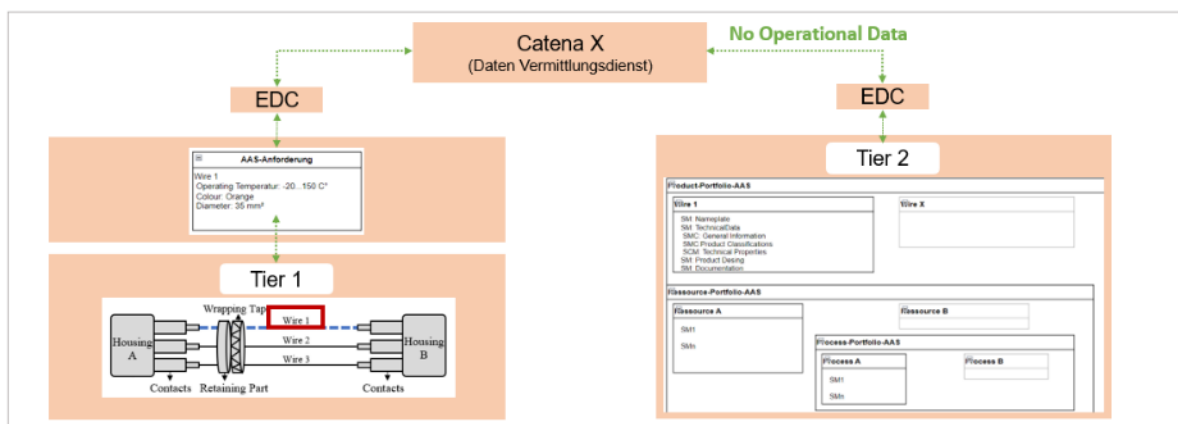 Catena X
(Daten Vermittlungsdienst)
No Operational Data
EDC
EDC
AAS-Anforderung
Wire 1
Operating Temperatur: -20...150 C°
Colour: Orange
Diameter: 35 mm²
Tier 1
Wrapping Tap
Wire 1
Housing
A
Wire 2
Housing
B
Wire 3
Contacts
Retaining Part
Contacts
Tier 2
Product-Portfolio-AAS
Wire 1
SM: Nameplate
SM: TechnicalData
SMC: General Information
SMC:Product Classifications
SCM: Technical Properties
SM: Product Desing
SM: Documentation
Wire X
Ressource-Portfolio-AAS
Ressource A
SM1
SMn
Ressource B
Process-Portfolio-AAS
Process A
SM1
SMn
Process B